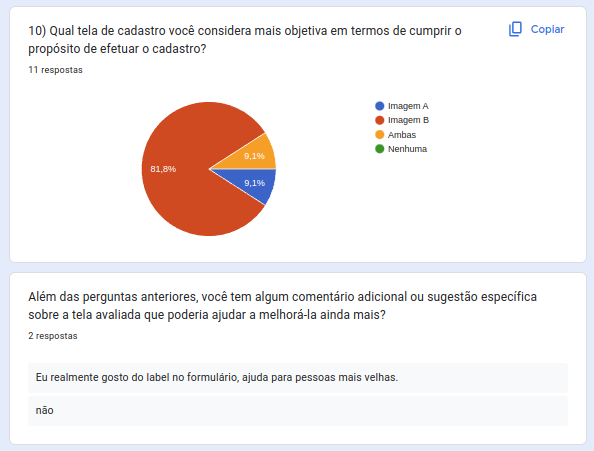 10) Qual tela de cadastro você considera mais objetiva em termos de cumprir o
propósito de efetuar o cadastro?
Copiar
11 respostas
Imagem A
Imagem B
Ambas
Nenhuma
9,1%
81,8%
9,1%
Além das perguntas anteriores, você tem algum comentário adicional ou sugestão específica
sobre a tela avaliada que poderia ajudar a melhorá-la ainda mais?
2 respostas
Eu realmente gosto do label no formulário, ajuda para pessoas mais velhas.
não